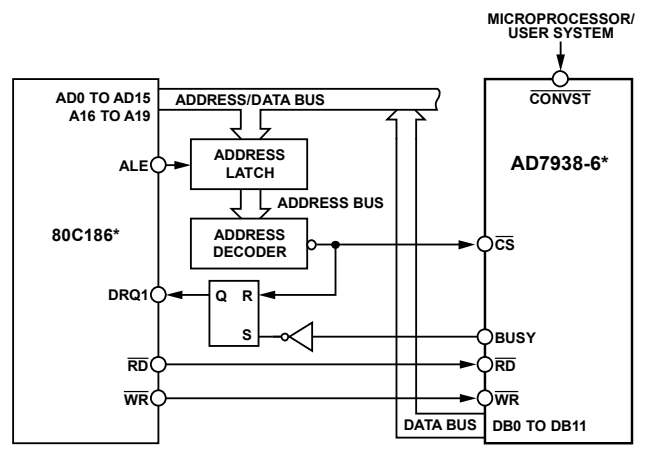 MICROPROCESSOR/
USER SYSTEM
CONVST
AD0 TO AD15
A16 TO A19
ADDRESS/DATA BUS
ALE
ADDRESS
LATCH
AD7938-6*
ADDRESS BUS
80C186*
ADDRESS
DECODER
CS
DRQ1
Q R
S
BUSY
RD
RD
WR
WR
DATA BUS
DB0 TO DB11